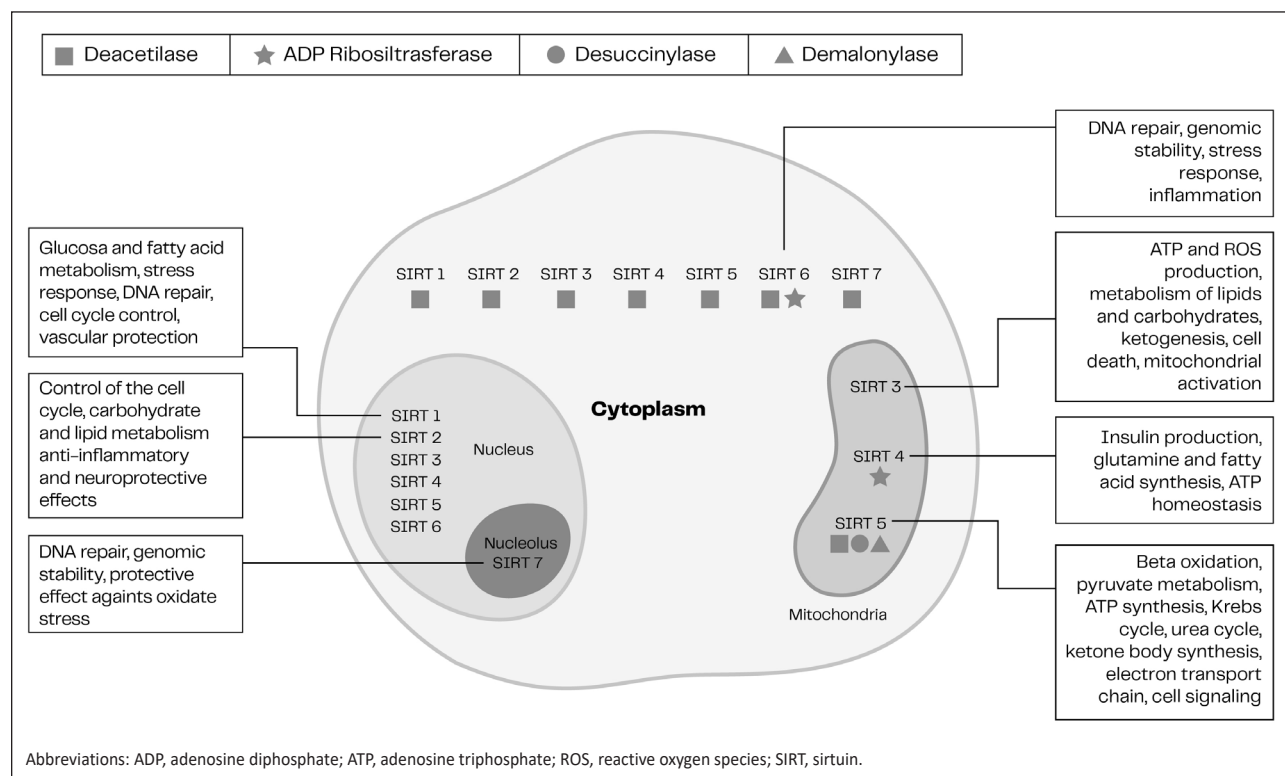 Deacetilase
ADP Ribosiltrasferase
Desuccinylase
Demalonylase
DNA repair, genomic
stability, stress
response,
inflammation
Glucosa and fatty acid
metabolism, stress
response, DNA repair,
cell cycle control,
vascular protection
Control of the cell
cycle, carbohydrate
and lipid metabolism
anti-inflammatory
and neuroprotective
effects
DNA repair, genomic
stability, protective
effect againts oxidate
stress
SIRT 1
SIRT 2
SIRT 3
SIRT 4
SIRT 5
SIRT 6
SIRT 7
Cytoplasm
SIRT 1
SIRT 2
SIRT 3
SIRT 4
SIRT 5
SIRT 6
Nucleus
Nucleolus
SIRT 7
SIRT 3
SIRT 4
SIRT 5
Mitochondria
ATP and ROS
production,
metabolism of lipids
and carbohydrates,
ketogenesis, cell
death, mitochondrial
activation
Insulin production,
glutamine and fatty
acid synthesis, ATP
homeostasis
Beta oxidation,
pyruvate metabolism,
ATP synthesis, Krebs
cycle, urea cycle,
ketone body synthesis,
electron transport
chain, cell signaling
Abbreviations: ADP, adenosine diphosphate; ATP, adenosine triphosphate; ROS, reactive oxygen species; SIRT, sirtuin.